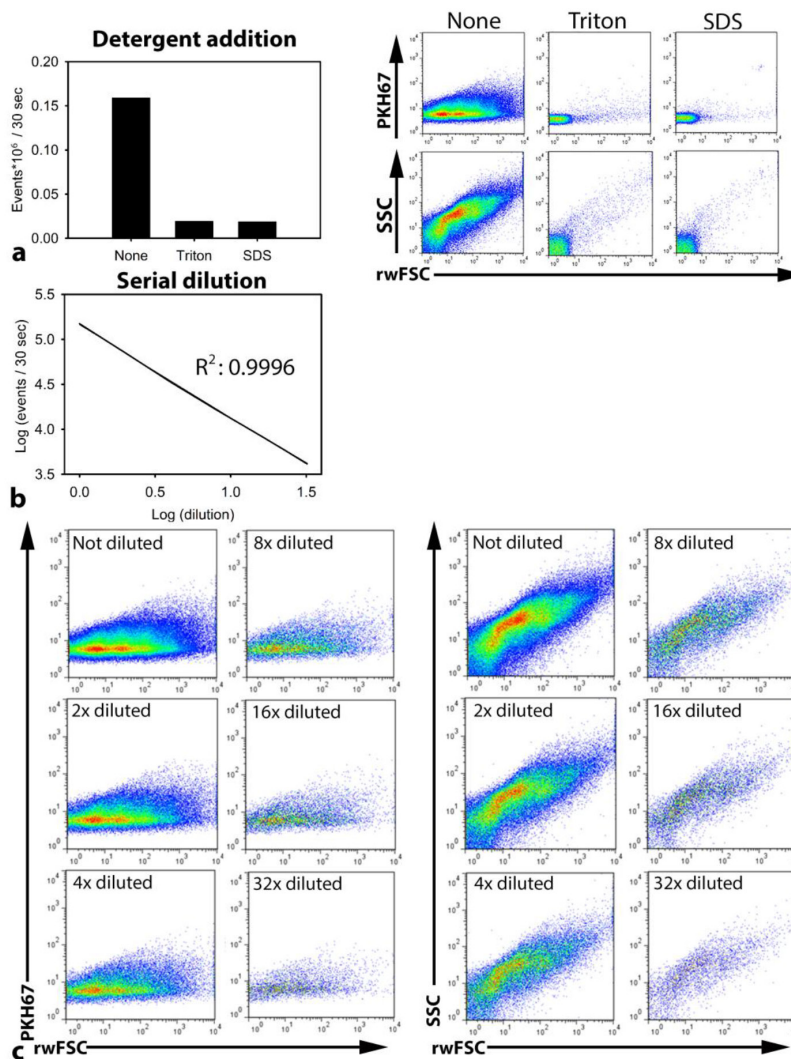 Detergent addition
0.20
0.15
0.10
0.05
0.00
Events*10⁶ / 30 sec
None Triton SDS
a
None Triton SDS
PKH67
SSC
rwFSC
Serial dilution
5.5
5.0
4.5
4.0
3.5
Log (events / 30 sec)
R²: 0.9996
0.0 0.5 1.0 1.5
Log (dilution)
b
Not diluted 8x diluted
2x diluted 16x diluted
4x diluted 32x diluted
PKH67
rwFSC
Not diluted 8x diluted
2x diluted 16x diluted
4x diluted 32x diluted
SSC
rwFSC
c